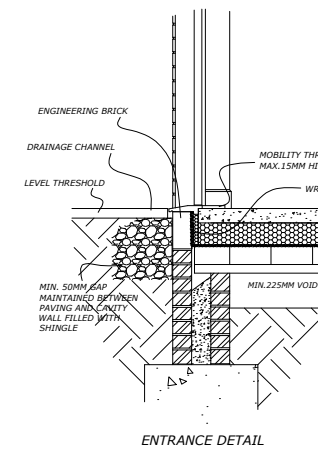 ENGINEERING BRICK
DRAINAGE CHANNEL
LEVEL THRESHOLD
MOBILITY THR
MAX.15MM HI
WR
MIN. 50MM GAP
MAINTAINED BETWEEN
PAVING AND CAVITY
WALL FILLED WITH
SHINGLE
MIN.225MM VOID
ENTRANCE DETAIL